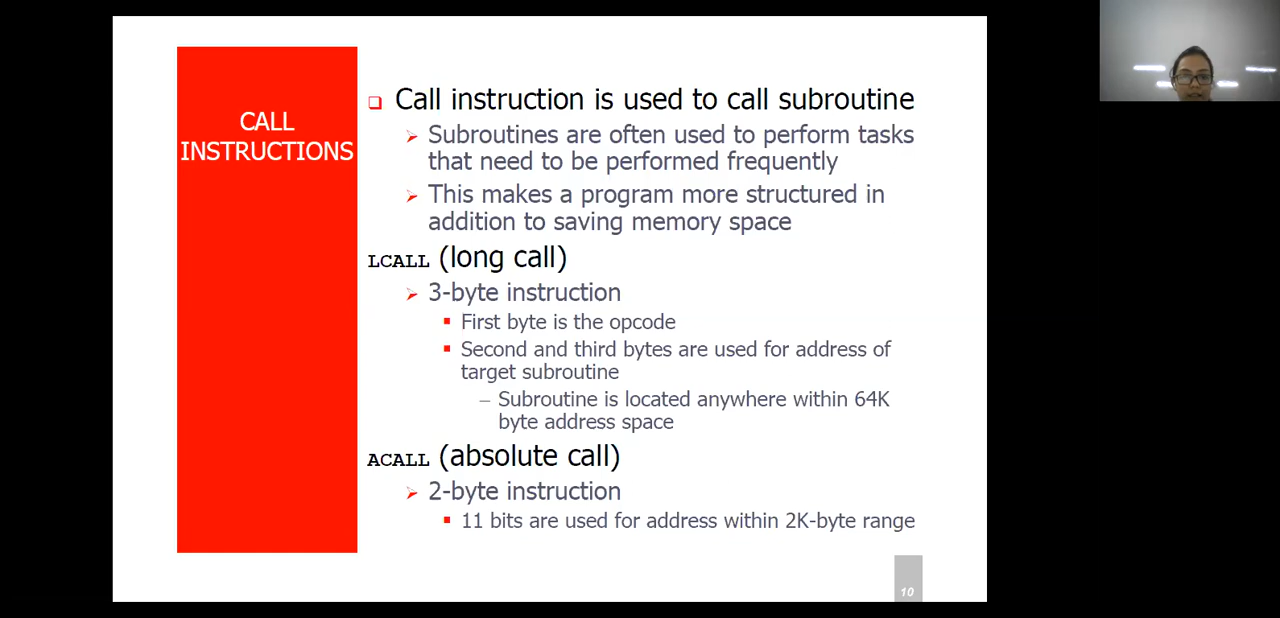 CALL
INSTRUCTIONS
Call instruction is used to call subroutine
Subroutines are often used to perform tasks
that need to be performed frequently
This makes a program more structured in
addition to saving memory space
LCALL (long call)
3-byte instruction
First byte is the opcode
Second and third bytes are used for address of
target subroutine
– Subroutine is located anywhere within 64K
byte address space
ACALL (absolute call)
2-byte instruction
11 bits are used for address within 2K-byte range
10